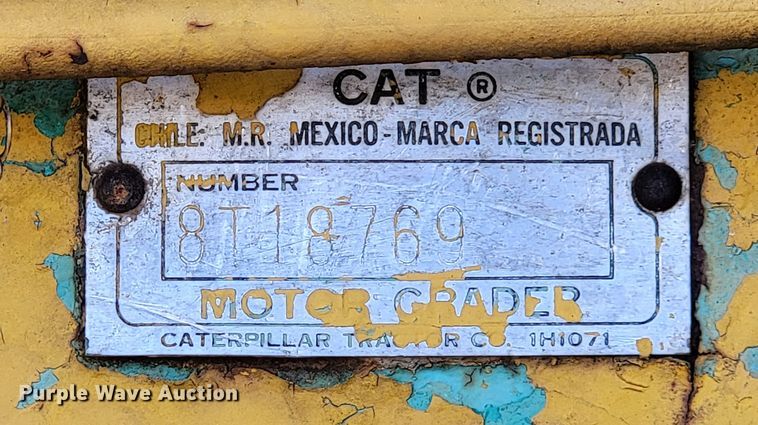 CAT ®
CHILE: M.R. MEXICO-MARCA REGISTRADA
NUMBER
8T18769
MOTOR GRADER
CATERPILLAR TRACTOR CO. 1H1071
Purple Wave Auction